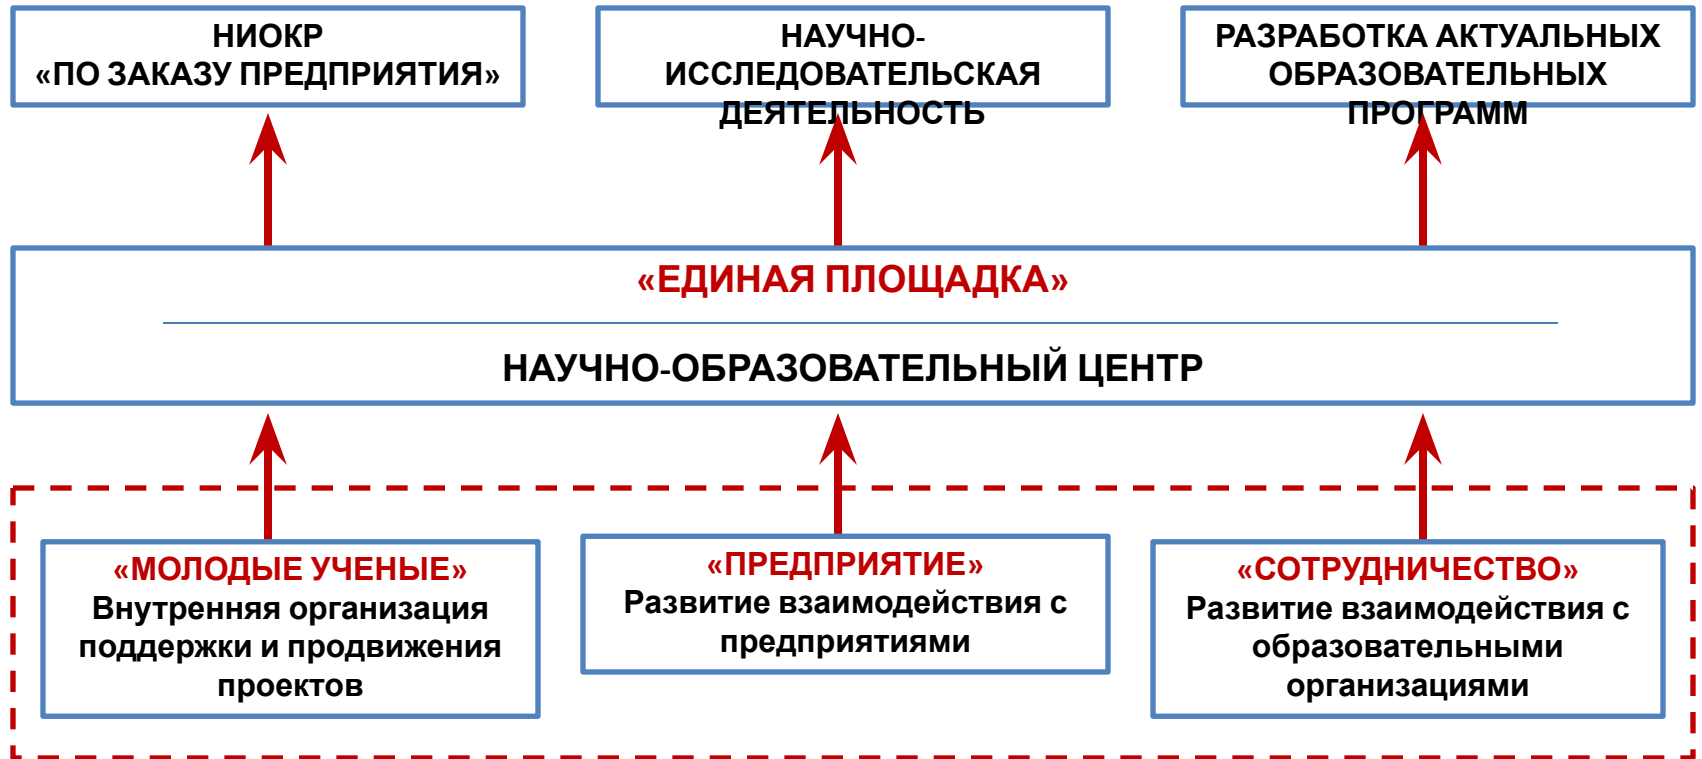 НИОКР
«ПО ЗАКАЗУ ПРЕДПРИЯТИЯ»
НАУЧНО-
ИССЛЕДОВАТЕЛЬСКАЯ
ДЕЯТЕЛЬНОСТЬ
РАЗРАБОТКА АКТУАЛЬНЫХ
ОБРАЗОВАТЕЛЬНЫХ
ПРОГРАММ
«ЕДИНАЯ ПЛОЩАДКА»
НАУЧНО-ОБРАЗОВАТЕЛЬНЫЙ ЦЕНТР
«МОЛОДЫЕ УЧЕНЫЕ»
Внутренняя организация
поддержки и продвижения
проектов
«ПРЕДПРИЯТИЕ»
Развитие взаимодействия с
предприятиями
«СОТРУДНИЧЕСТВО»
Развитие взаимодействия с
образовательными
организациями